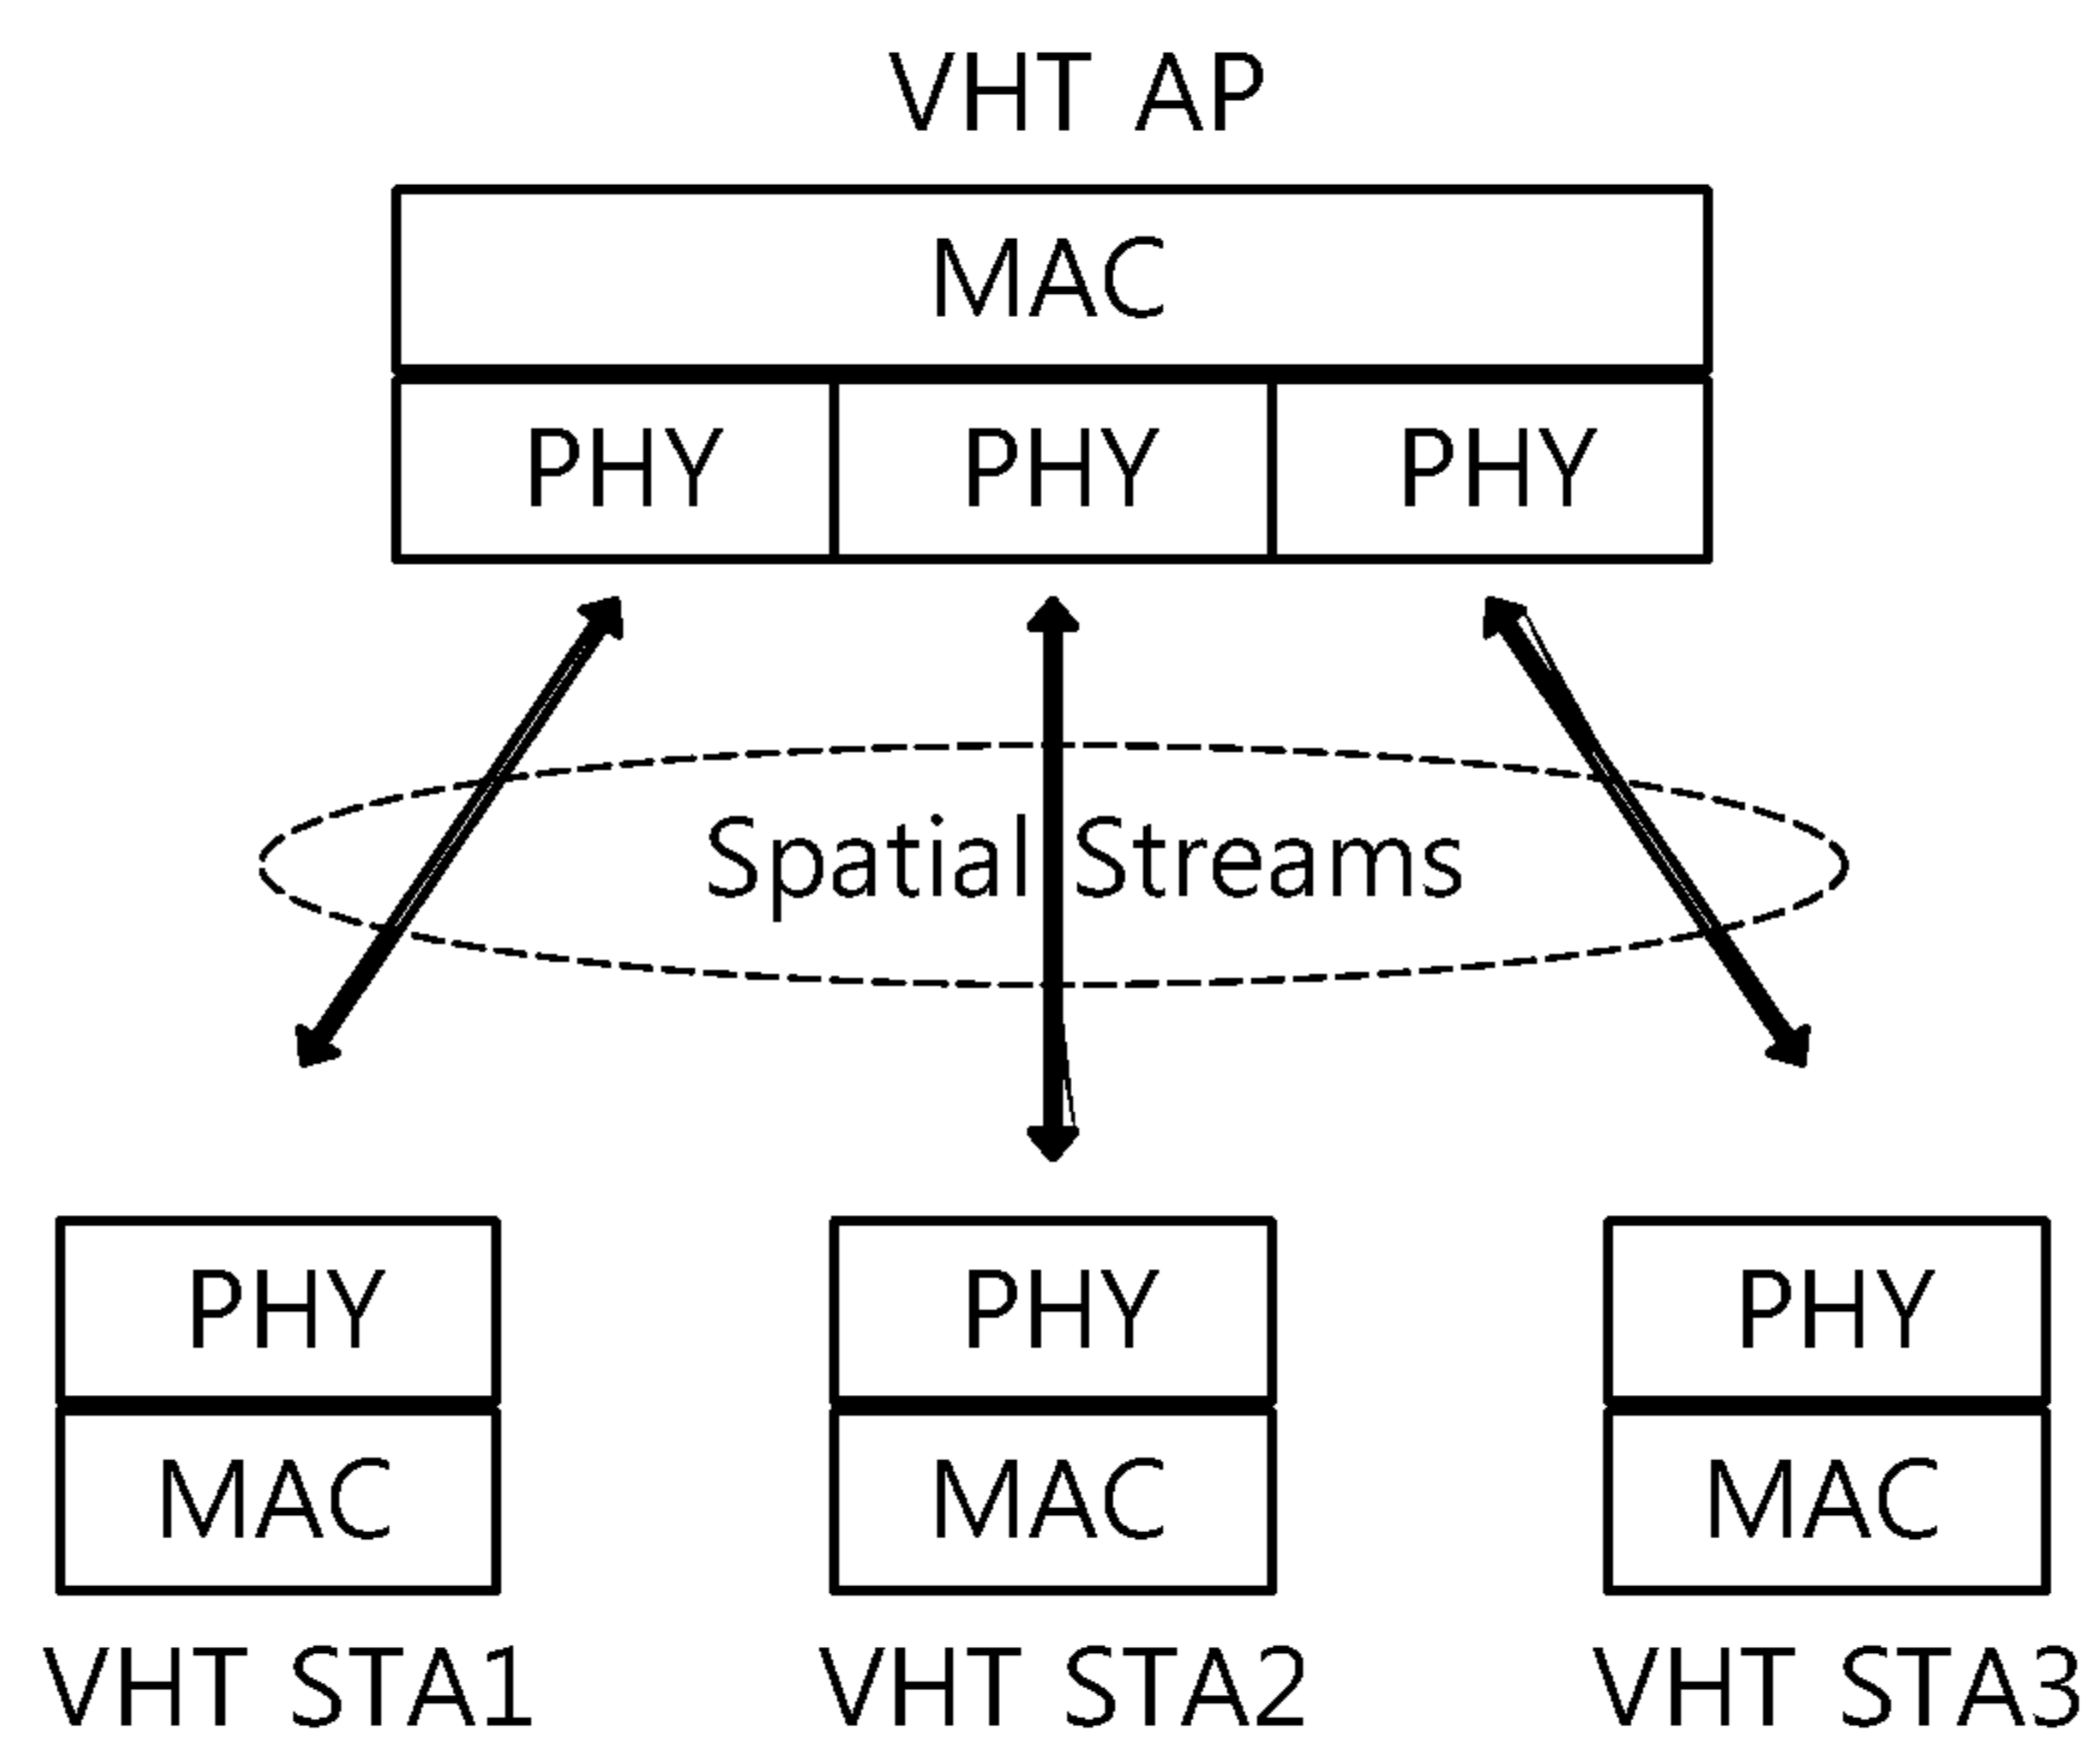 VHT AP
MAC
PHY PHY PHY
Spatial Streams
PHY PHY PHY
MAC MAC MAC
VHT STA1 VHT STA2 VHT STA3